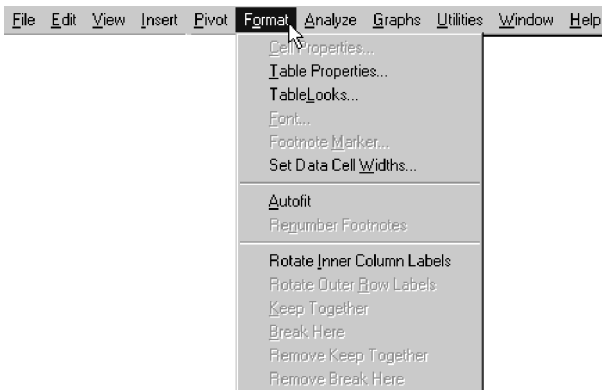 File Edit View Insert Pivot Format Analyze Graphs Utilities Window Help
Cell Properties...
Table Properties...
TableLooks...
Font...
Footnote Marker...
Set Data Cell Widths...
Autofit
Renumber Footnotes
Rotate Inner Column Labels
Rotate Outer Row Labels
Keep Together
Break Here
Remove Keep Together
Remove Break Here